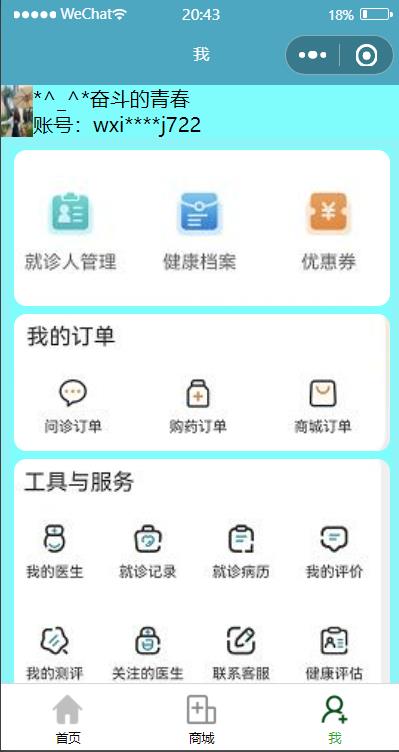 WeChat 20:43 18%
我
*^_^*奋斗的青春
账号：wxi****j722
就诊人管理 健康档案 优惠券
我的订单
问诊订单 购药订单 商城订单
工具与服务
我的医生 就诊记录 就诊病历 我的评价
我的测评 关注的医生 联系客服 健康评估
首页 商城 我